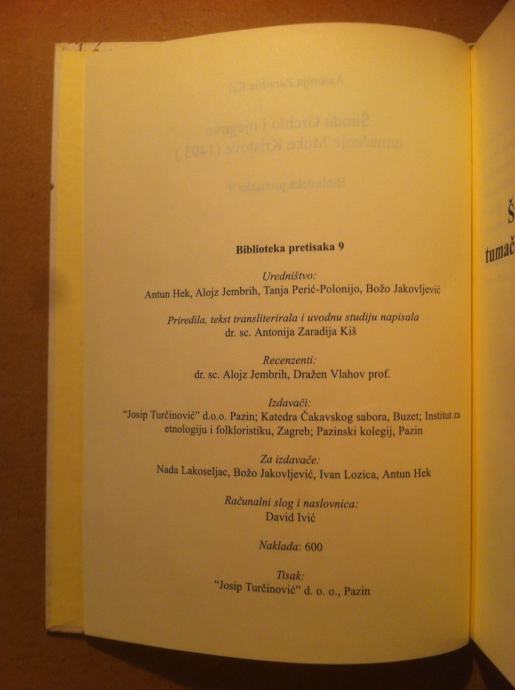 Biblioteka pretisaka 9
Uredništvo:
Antun Hek, Alojz Jembrih, Tanja Perić-Polonijo, Božo Jakovljević
Priredila, tekst transliterirala i uvodnu studiju napisala
dr. sc. Antonija Zaradija Kiš
Recenzenti:
dr. sc. Alojz Jembrih, Dražen Vlahov prof.
Izdavači:
"Josip Turčinović" d.o.o. Pazin; Katedra Čakavskog sabora, Buzet; Institut za
etnologiju i folkloristiku, Zagreb; Pazinski kolegij, Pazin
Za izdavače:
Nada Lakoseljac, Božo Jakovljević, Ivan Lozica, Antun Hek
Računalni slog i naslovnica:
David Ivić
Naklada: 600
Tisak:
"Josip Turčinović" d. o. o., Pazin